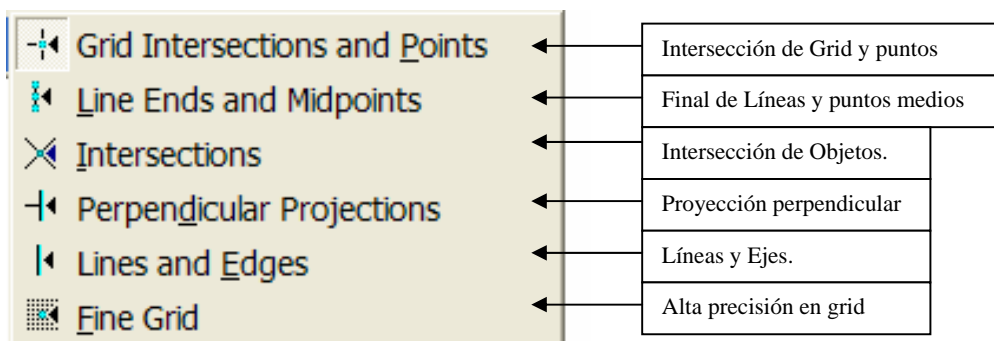 Grid Intersections and Points
Intersección de Grid y puntos
Line Ends and Midpoints
Final de Líneas y puntos medios
Intersections
Intersección de Objetos.
Perpendicular Projections
Proyección perpendicular
Lines and Edges
Líneas y Ejes.
Fine Grid
Alta precisión en grid